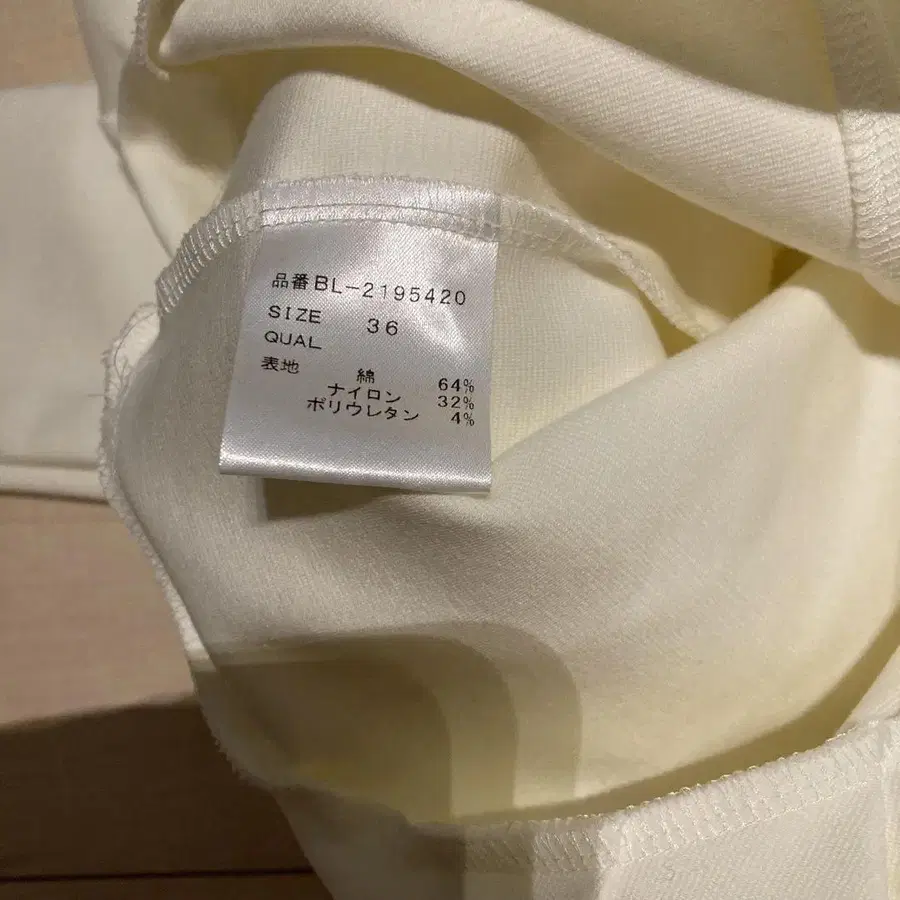 品番BL-2195420
SIZE 36
QUAL
表地 綿 64%
ナイロン 32%
ポリウレタン 4%